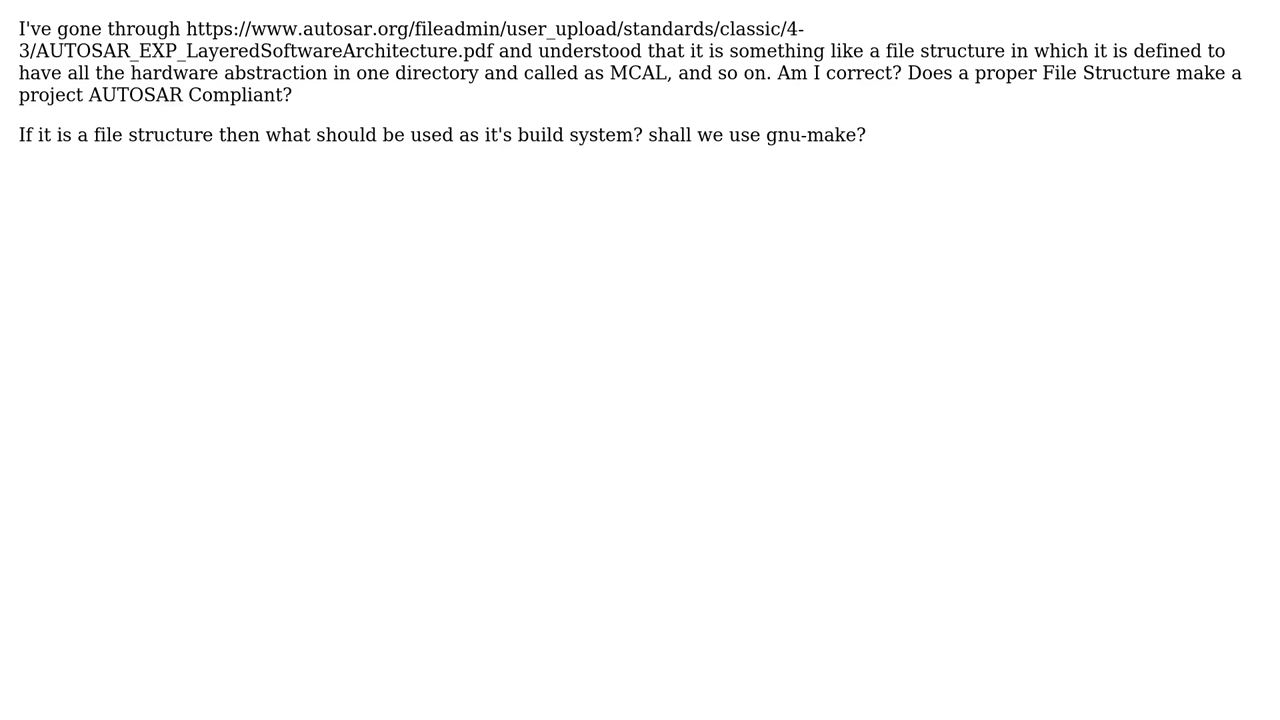 I've gone through https://www.autosar.org/fileadmin/user_upload/standards/classic/4-
3/AUTOSAR_EXP_LayeredSoftwareArchitecture.pdf and understood that it is something like a file structure in which it is defined to
have all the hardware abstraction in one directory and called as MCAL, and so on. Am I correct? Does a proper File Structure make a
project AUTOSAR Compliant?
If it is a file structure then what should be used as it's build system? shall we use gnu-make?